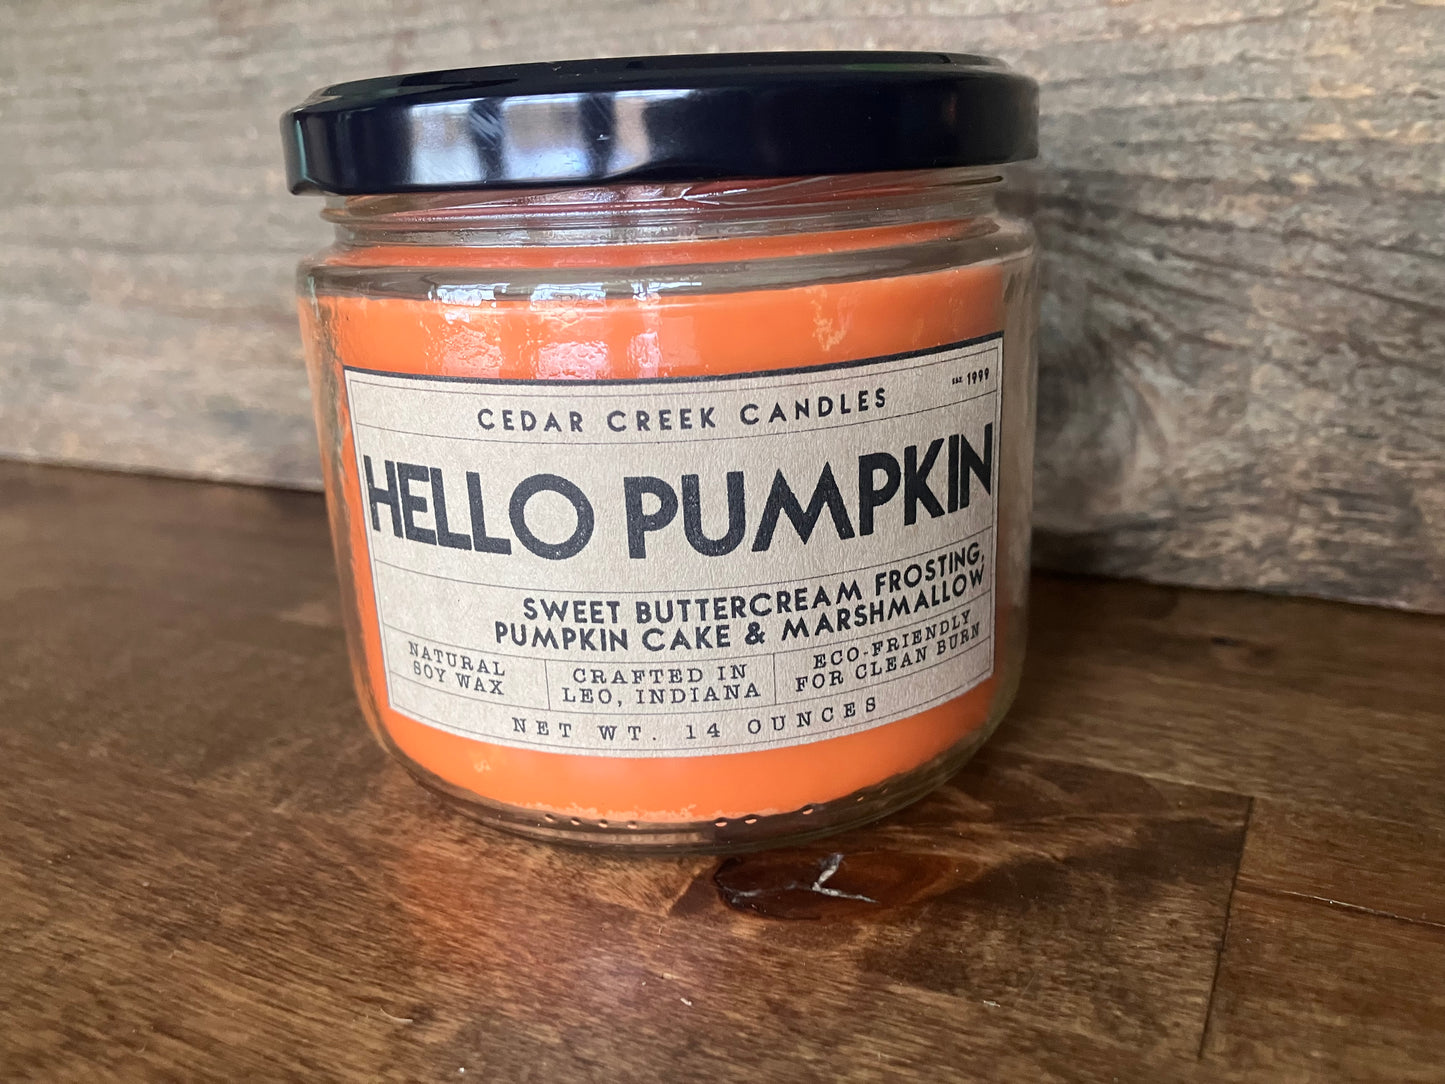 EST. 1999
CEDAR CREEK CANDLES
HELLO PUMPKIN
SWEET BUTTERCREAM FROSTING,
PUMPKIN CAKE & MARSHMALLOW
NATURAL
SOY WAX
CRAFTED IN
LEO, INDIANA
ECO-FRIENDLY
FOR CLEAN BURN
NET WT. 14 OUNCES